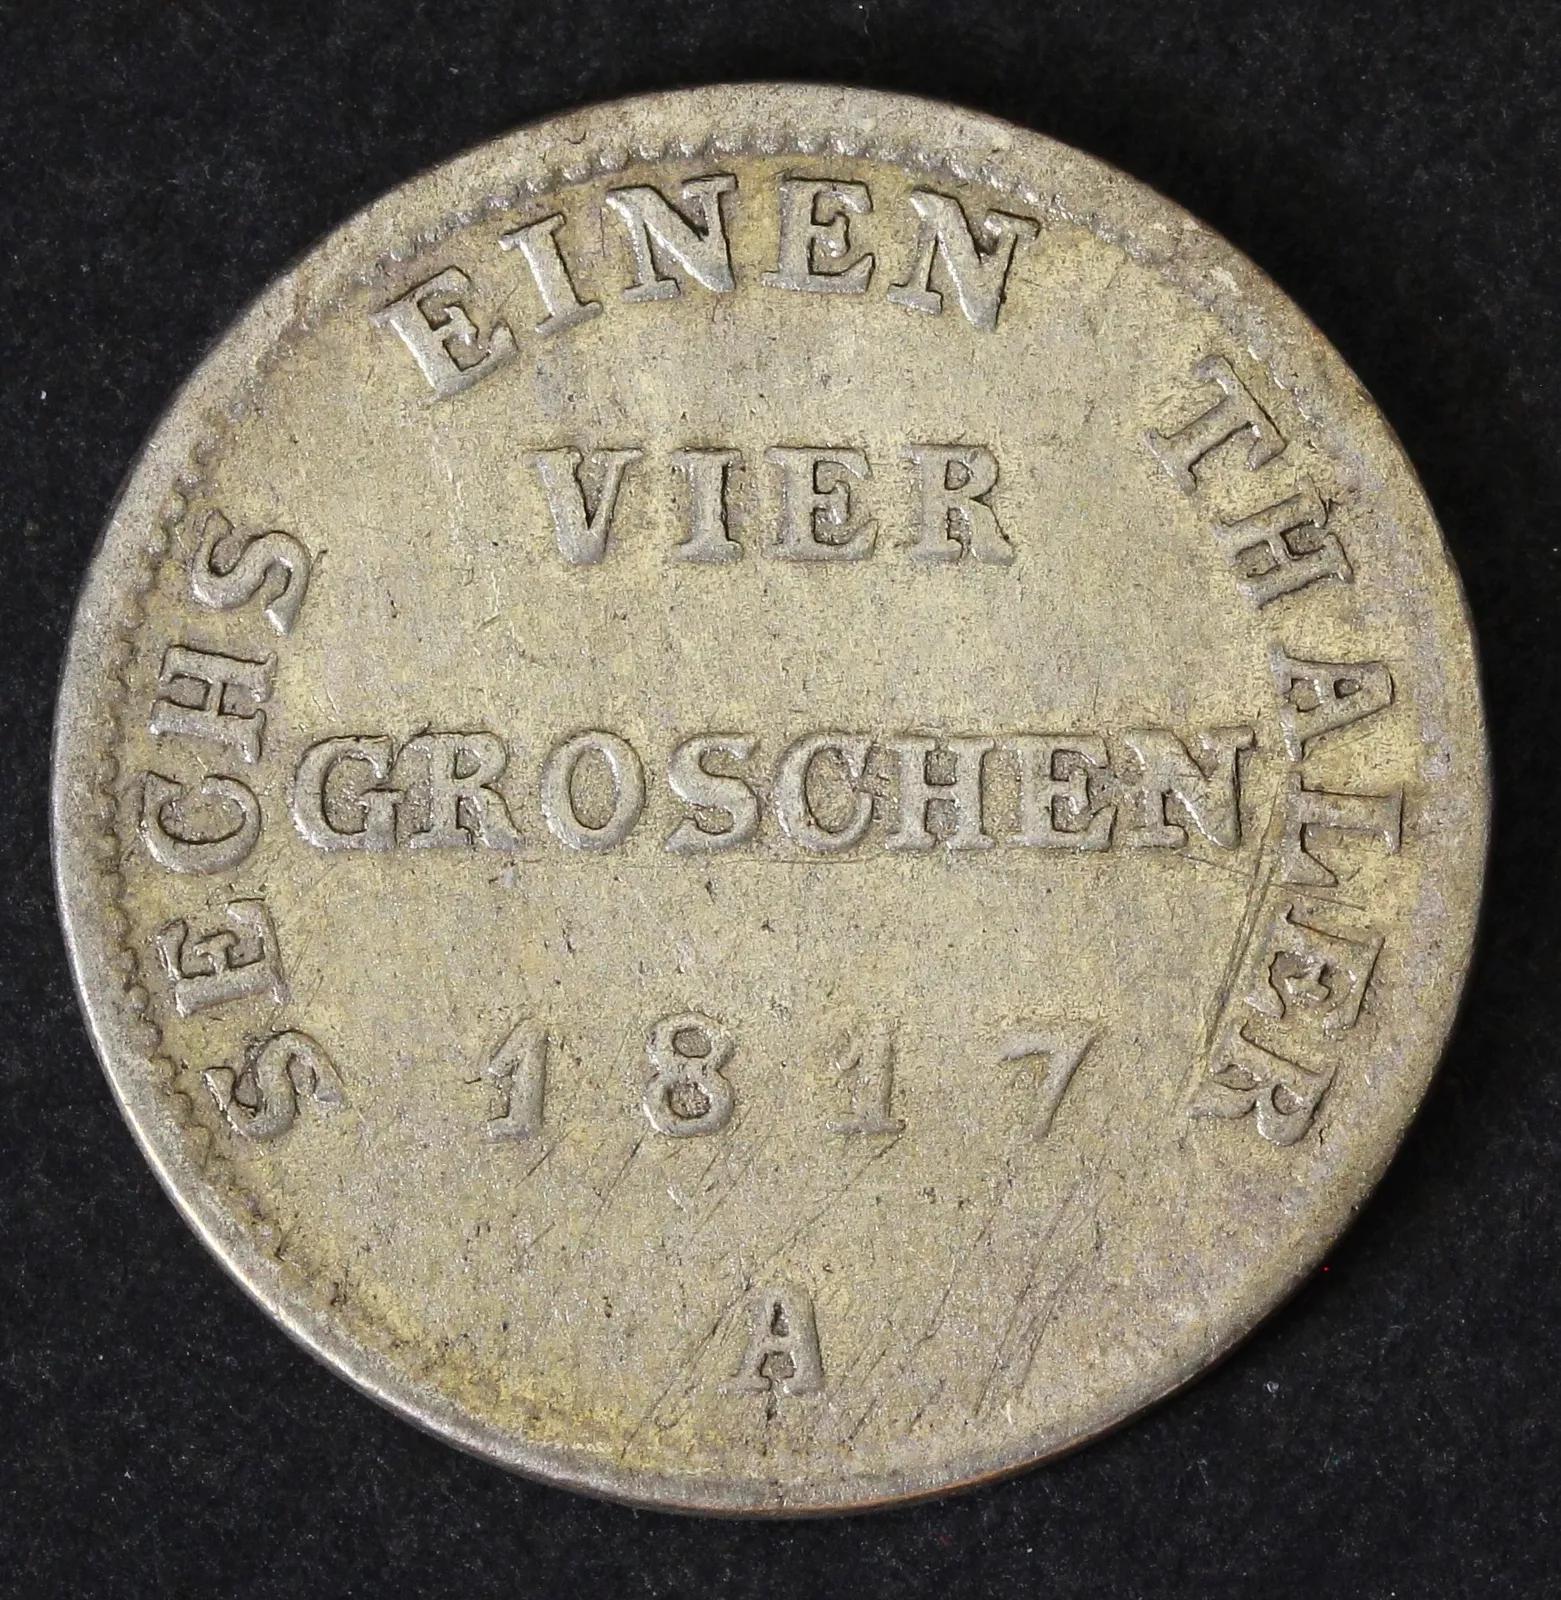 SECHS EINEN THALER
VIER
GROSCHEN
1817
A